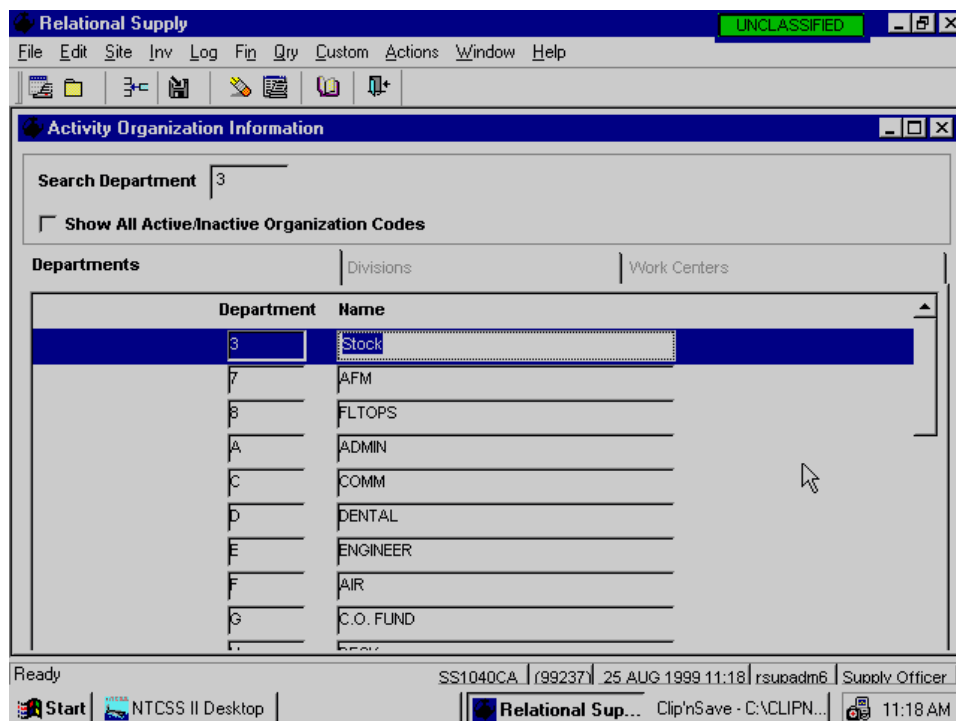 Relational Supply UNCLASSIFIED
File Edit Site Inv Log Fin Qry Custom Actions Window Help
Activity Organization Information
Search Department 3
Show All Active/Inactive Organization Codes
Departments Divisions Work Centers
Department Name
3 Stock
7 AFM
8 FLTOPS
A ADMIN
C COMM
D DENTAL
E ENGINEER
F AIR
G C.O. FUND
Ready SS1040CA (99237) 25 AUG 1999 11:18 rsupadm6 Supply Officer
Start NTCSS II Desktop Relational Sup... Clip'nSave - C:\CLIPN... 11:18 AM